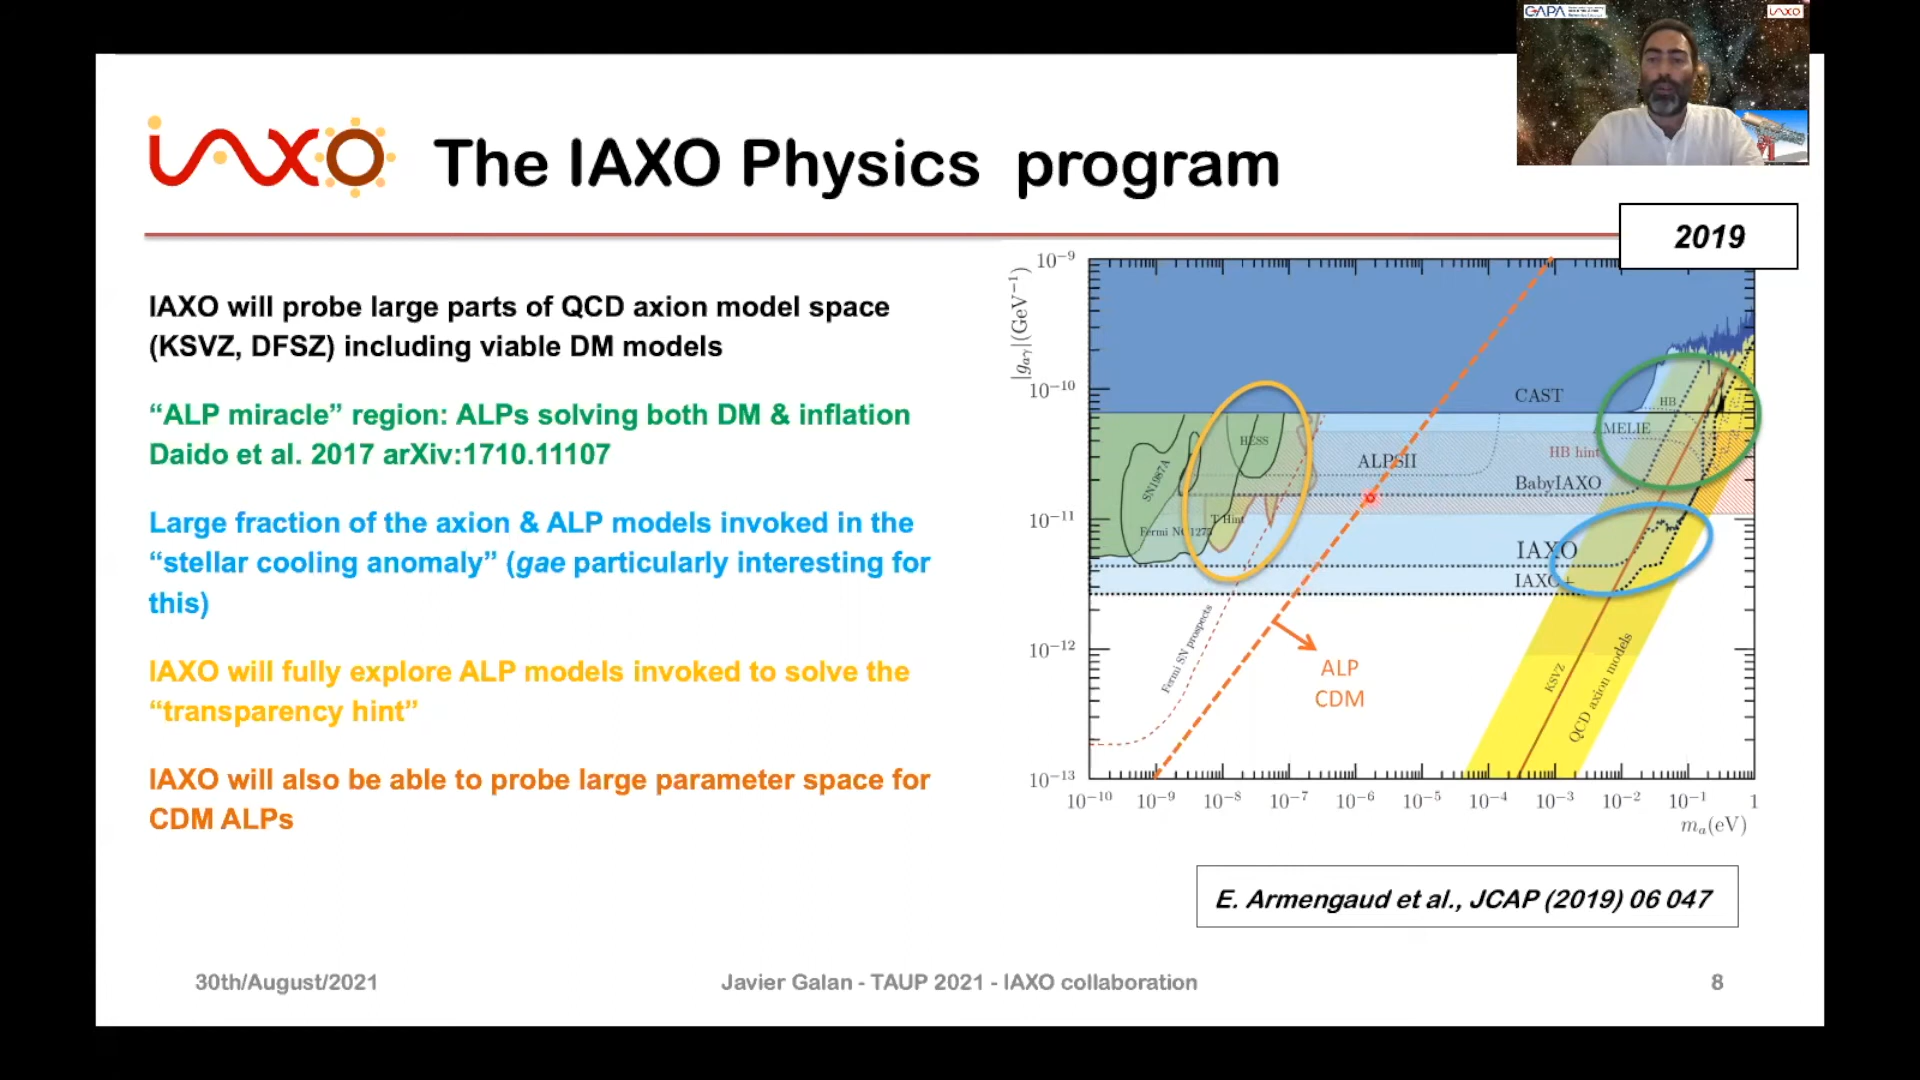 CAPA
IAXO
iAXO The IAXO Physics program
2019
IAXO will probe large parts of QCD axion model space
(KSVZ, DFSZ) including viable DM models
“ALP miracle” region: ALPs solving both DM & inflation
Daido et al. 2017 arXiv:1710.11107
Large fraction of the axion & ALP models invoked in the
“stellar cooling anomaly” (gae particularly interesting for
this)
IAXO will fully explore ALP models invoked to solve the
“transparency hint”
IAXO will also be able to probe large parameter space for
CDM ALPs
|g_aγ|(GeV⁻¹)
10⁻⁹
10⁻¹⁰
10⁻¹¹
10⁻¹²
10⁻¹³
CAST
HB
AMELIE
HESS
HB hint
ALPSII
SN1987A
BabyIAXO
T Hint
Fermi NG 1275
IAXO
IAXO+
Fermi SN prospects
ALP
CDM
KSVZ
QCD axion models
10⁻¹⁰ 10⁻⁹ 10⁻⁸ 10⁻⁷ 10⁻⁶ 10⁻⁵ 10⁻⁴ 10⁻³ 10⁻² 10⁻¹ 1
mₐ(eV)
E. Armengaud et al., JCAP (2019) 06 047
30th/August/2021
Javier Galan - TAUP 2021 - IAXO collaboration
8